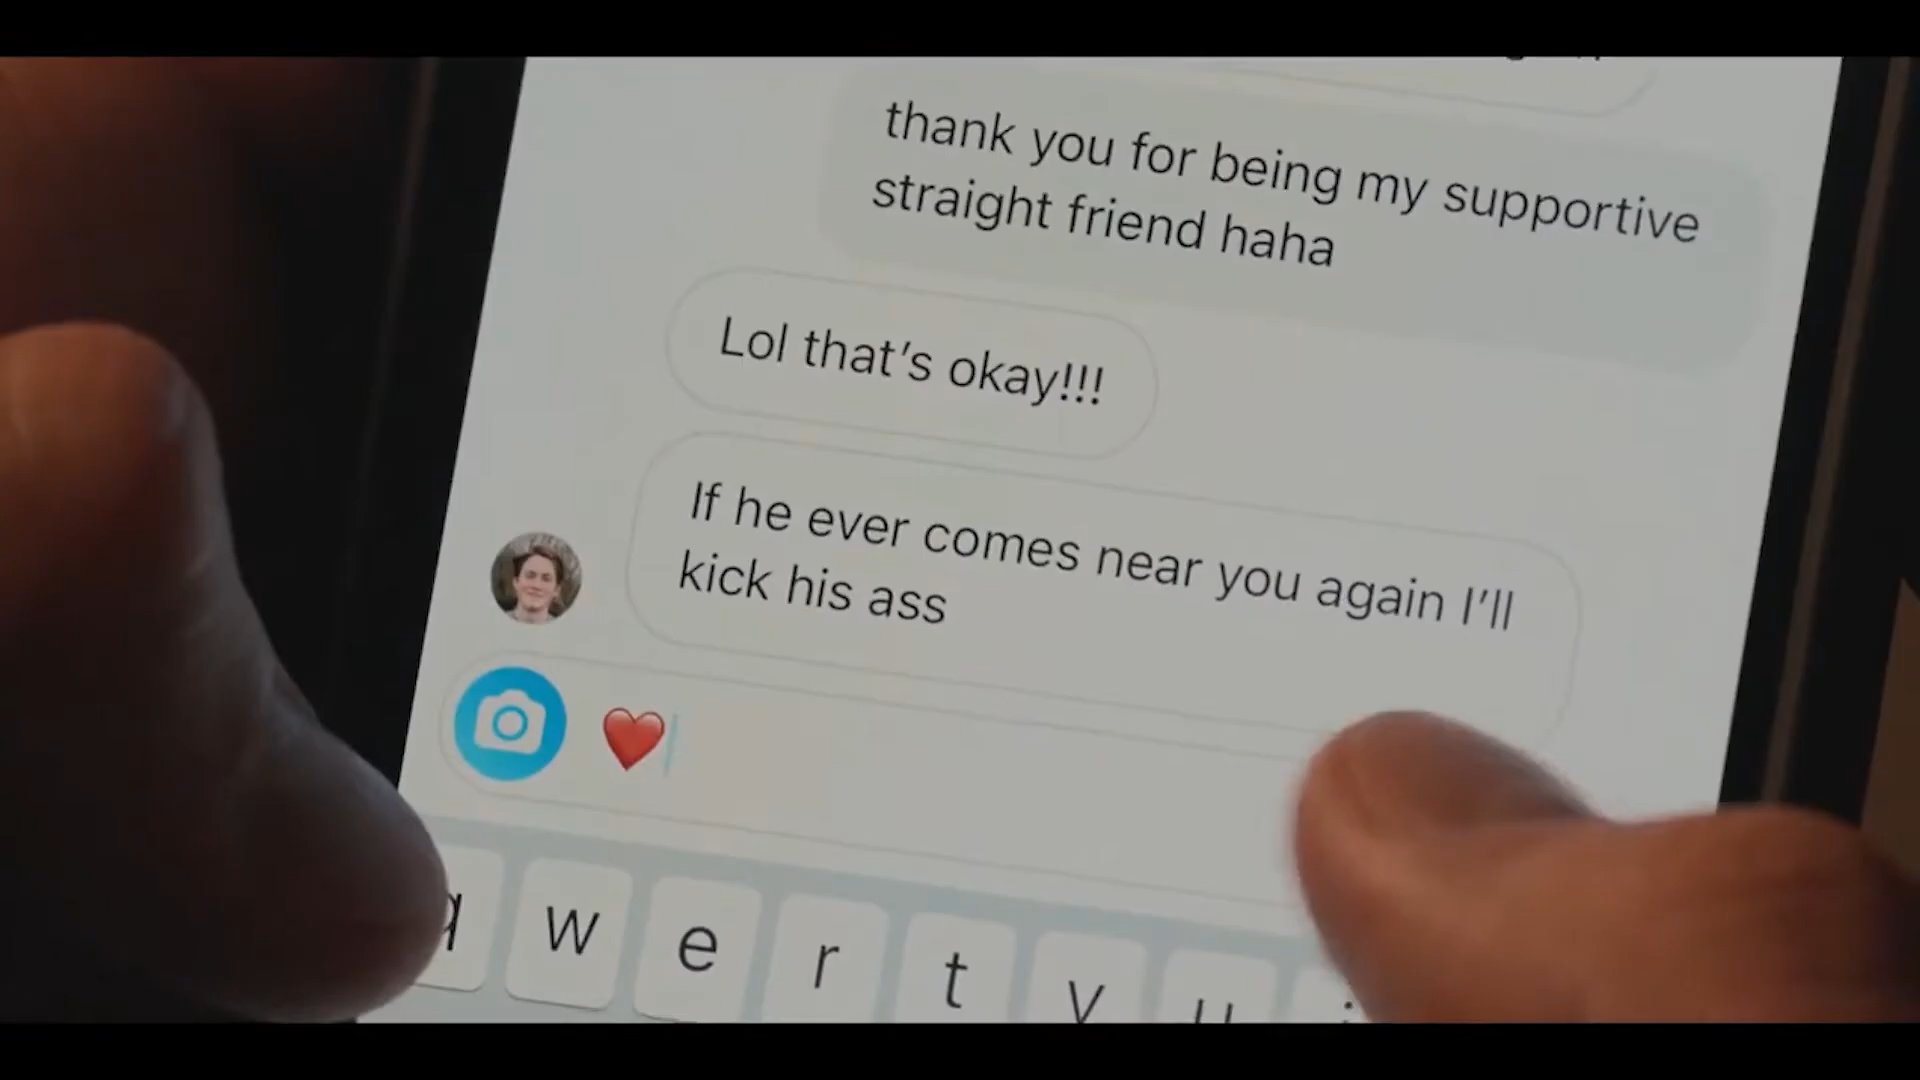 thank you for being my supportive
straight friend haha
Lol that's okay!!!
If he ever comes near you again I'll
kick his ass
❤️
q w e r t y u i